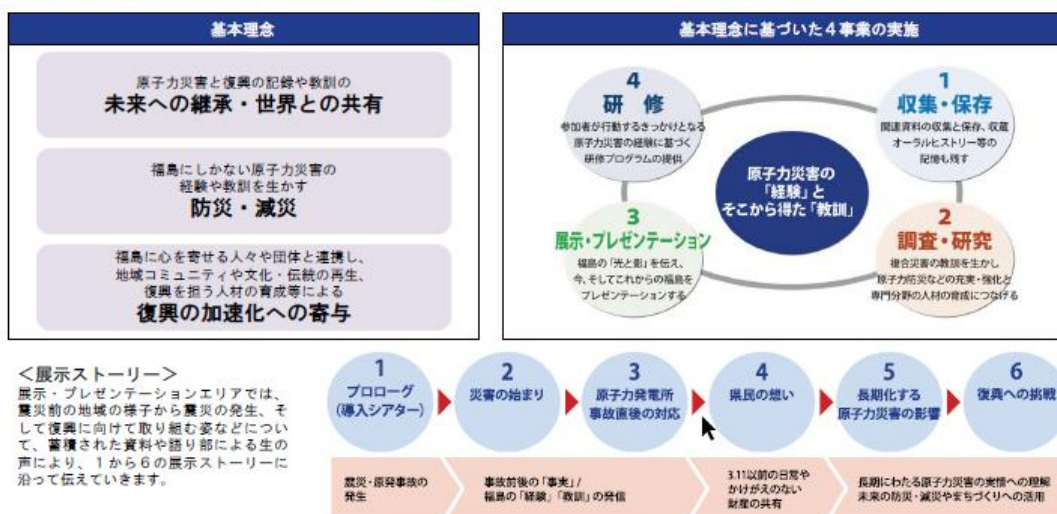 基本理念
原子力災害と復興の記録や教訓の
未来への継承・世界との共有
福島にしかない原子力災害の
経験や教訓を生かす
防災・減災
福島に心を寄せる人々や団体と連携し、
地域コミュニティや文化・伝統の再生、
復興を担う人材の育成等による
復興の加速化への寄与
基本理念に基づいた4事業の実施
4
研 修
参加者が行動するきっかけとなる
原子力災害の経験に基づく
研修プログラムの提供
1
収集・保存
関連資料の収集と保存、収蔵
オーラルヒストリー等の
記憶も残す
原子力災害の
「経験」と
そこから得た「教訓」
3
展示・プレゼンテーション
福島の「光と影」を伝え、
今、そしてこれからの福島を
プレゼンテーションする
2
調査・研究
複合災害の教訓を生かし
原子力防災などの充実・強化と
専門分野の人材の育成につなげる
<展示ストーリー>
展示・プレゼンテーションエリアでは、
震災前の地域の様子から震災の発生、そ
して復興に向けて取り組む姿などについ
て、蓄積された資料や語り部による生の
声により、1から6の展示ストーリーに
沿って伝えていきます。
1
プロローグ
(導入シアター)
2
災害の始まり
3
原子力発電所
事故直後の対応
4
県民の想い
5
長期化する
原子力災害の影響
6
復興への挑戦
震災・原発事故の
発生
事故前後の「事実」/
福島の「経験」「教訓」の発信
3.11以前の日常や
かけがえのない
財産の共有
長期にわたる原子力災害の実情への理解
未来の防災・減災やまちづくりへの活用